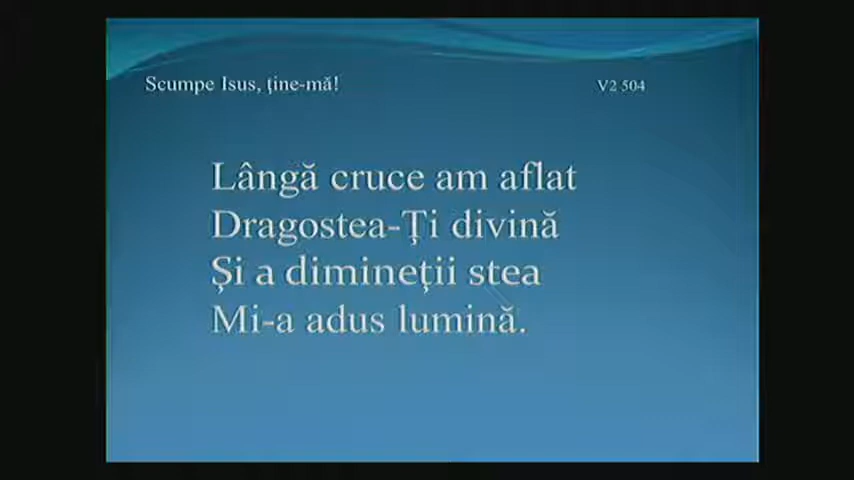 Scumpe Isus, ţine-mă!
V2 504
Lângă cruce am aflat
Dragostea-Ţi divină
Şi a dimineţii stea
Mi-a adus lumină.